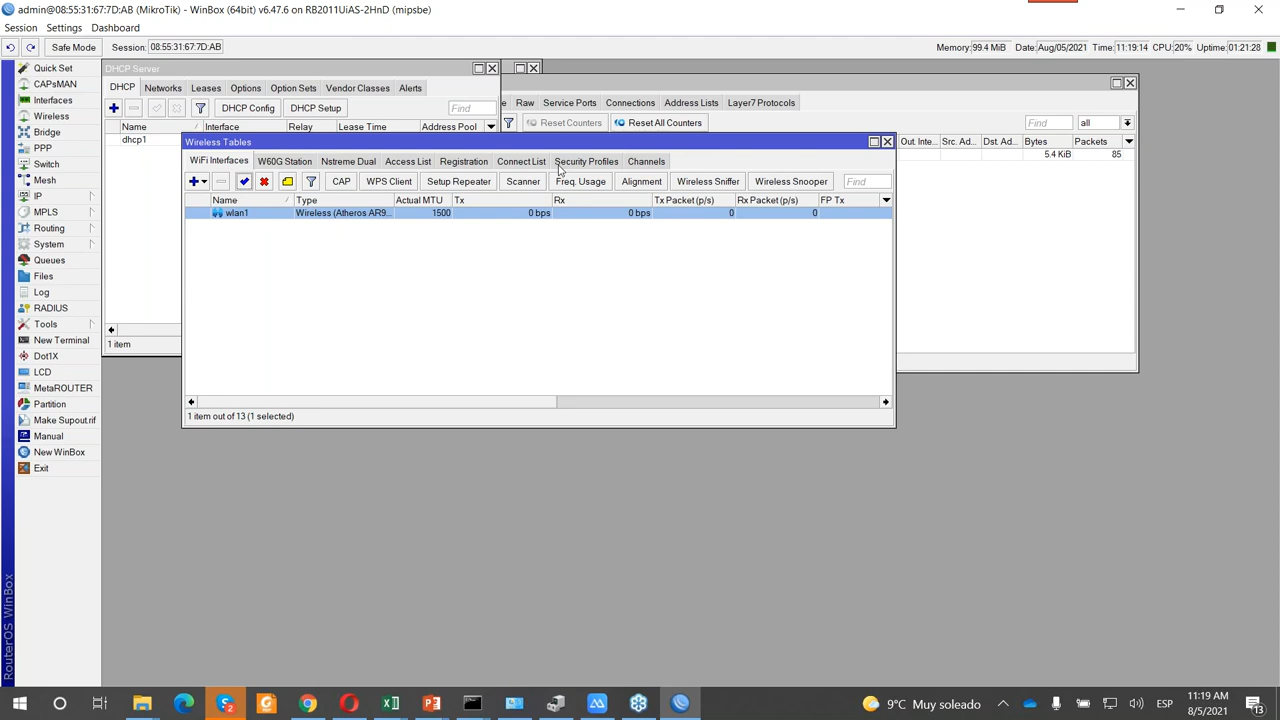 admin@08:55:31:67:7D:AB (MikroTik) - WinBox (64bit) v6.47.6 on RB2011UiAS-2HnD (mipsbe)
Session Settings Dashboard
Safe Mode Session: 08:55:31:67:7D:AB Memory: 99.4 MiB Date: Aug/05/2021 Time: 11:19:14 CPU: 20% Uptime: 01:21:28
Quick Set
CAPsMAN
Interfaces
Wireless
Bridge
PPP
Switch
Mesh
IP
MPLS
Routing
System
Queues
Files
Log
RADIUS
Tools
New Terminal
Dot1X
LCD
MetaROUTER
Partition
Make Supout.rif
Manual
New WinBox
Exit
RouterOS WinBox
DHCP Server
DHCP Networks Leases Options Option Sets Vendor Classes Alerts
DHCP Config DHCP Setup Find
Name Interface Relay Lease Time Address Pool
dhcp1
1 item
Raw Service Ports Connections Address Lists Layer7 Protocols
Reset Counters Reset All Counters Find all
Out. Inte... Src. Ad... Dst. Ad... Bytes Packets
5.4 KiB 85
Wireless Tables
WiFi Interfaces W60G Station Nstreme Dual Access List Registration Connect List Security Profiles Channels
CAP WPS Client Setup Repeater Scanner Freq. Usage Alignment Wireless Sniffer Wireless Snooper Find
Name Type Actual MTU Tx Rx Tx Packet (p/s) Rx Packet (p/s) FP Tx
wlan1 Wireless (Atheros AR9... 1500 0 bps 0 bps 0 0
1 item out of 13 (1 selected)
9°C Muy soleado ESP 11:19 AM
8/5/2021
13